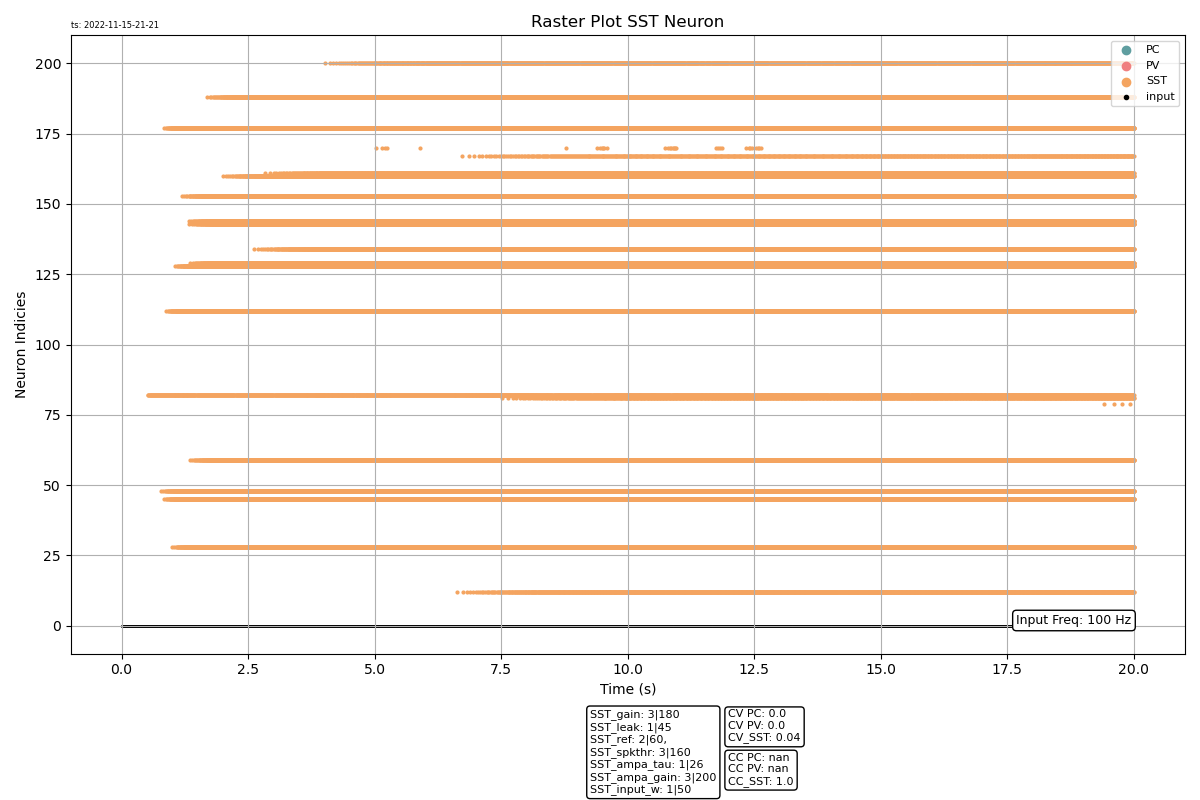 ts: 2022-11-15-21-21
Raster Plot SST Neuron
PC
PV
SST
input
Neuron Indicies
200
175
150
125
100
75
50
25
0
Input Freq: 100 Hz
0.0 2.5 5.0 7.5 10.0 12.5 15.0 17.5 20.0
Time (s)
SST_gain: 3|180
SST_leak: 1|45
SST_ref: 2|60,
SST_spkthr: 3|160
SST_ampa_tau: 1|26
SST_ampa_gain: 3|200
SST_input_w: 1|50
CV PC: 0.0
CV PV: 0.0
CV_SST: 0.04
CC PC: nan
CC PV: nan
CC_SST: 1.0